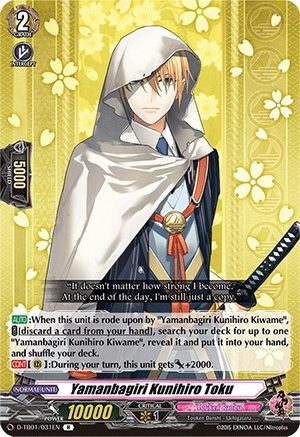 2
GRADE
INTERCEPT
5000
SHIELD
"It doesn't matter how strong I become.
At the end of the day, I'm still just a copy."
AUTO:When this unit is rode upon by "Yamanbagiri Kunihiro Kiwame",
(discard a card from your hand), search your deck for up to one
"Yamanbagiri Kunihiro Kiwame", reveal it and put it into your hand,
and shuffle your deck.
CONT:During your turn, this unit gets +2000.
NORMAL UNIT
Yamanbagiri Kunihiro Toku
D-TB01/031EN R
POWER 10000
CRITICAL
1
Touken Ranbu
Touken Danshi - Uchigatana
©2015 EXNOA LLC/Nitroplus